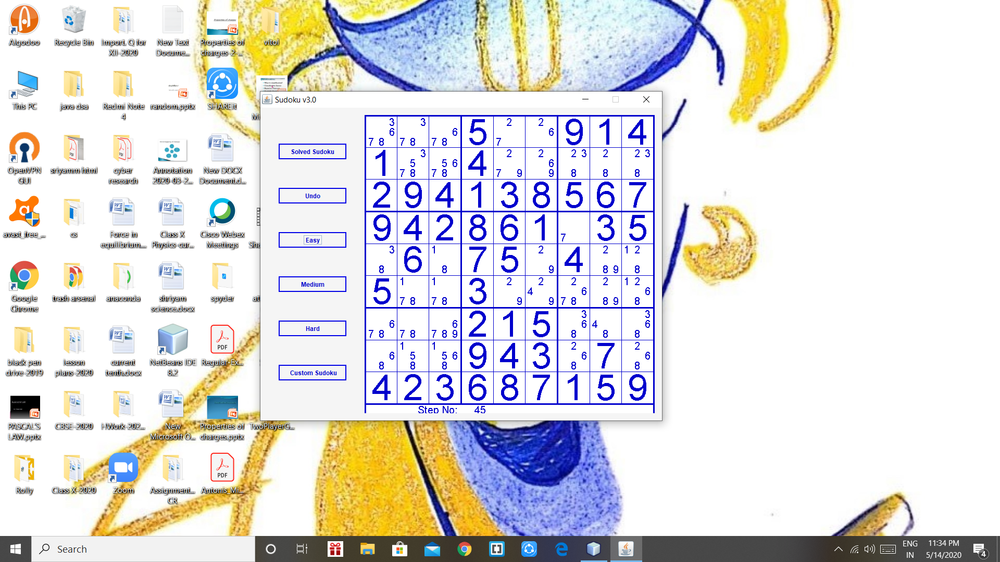 Algodoo
Recycle Bin
Import. Q for
XII-2020
New Text
Docume...
Properties of
charges-2-...
vitol
This PC
java dsa
Redmi Note
4
random.pptx
SHAREit
OpenVPN
GUI
sriyamm html
cyber
research
Annotation
2020-03-2...
New DOCX
Document.d...
avast_free_...
cs
Force in
equilibrium....
Class X
Physics-cur...
Cisco Webex
Meetings
Google
Chrome
trash arsenal
anaconda
shriyam
science.docx
spyder
black pen
drive-2019
lesson
plans-2020
current
tenth.docx
NetBeans IDE
8.2
PDF
Regular-Ex...
PASCAL'S
LAW.pptx
CBSE-2020
HWork-202...
New
Microsoft O...
Properties of
charges.pptx
TwoPlayerG...
Rolly
Class X-2020
Zoom
Assignment...
CR
PDF
Antonis_Mi...
Sudoku v3.0
Solved Sudoku
Undo
Easy
Medium
Hard
Custom Sudoku
3 6 7 8 3 7 8 6 7 8 5 2 7 2 6 9 1 4
1 3 5 7 8 5 6 7 8 4 2 7 9 2 6 9 2 3 8 2 8 2 3 8
2 9 4 1 3 8 5 6 7
9 4 2 8 6 1 7 3 5
3 8 6 1 8 7 5 2 9 4 2 8 9 1 2 8
5 1 7 8 1 7 8 3 2 9 2 4 9 2 6 7 8 2 8 9 1 2 6 8
6 7 8 7 8 6 7 8 9 2 1 5 3 6 8 4 8 3 6 8
6 8 1 5 8 1 5 6 8 9 4 3 2 6 8 7 2 6 8
4 2 3 6 8 7 1 5 9
Step No: 45
Search
ENG
IN
11:34 PM
5/14/2020
4